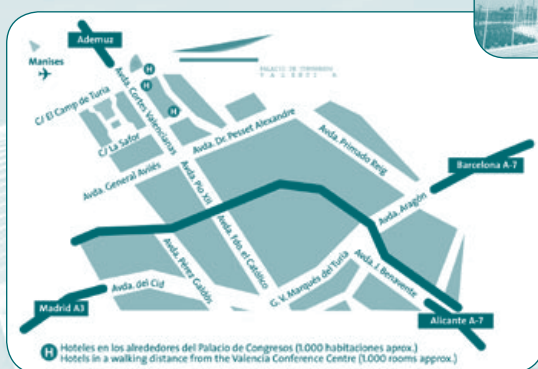 Ademuz
Manises
H
H
H
PALACIO DE CONGRESOS
VALENCIA
C/ El Camp de Turia
Avda. Cortes Valencianas
C/ La Safor
Avda. Dr. Pesset Alexandre
Avda. Primado Reig
Barcelona A-7
Avda. General Avilés
Avda. Pío XII
Avda. Aragón
Avda. Fdo. el Católico
Avda. Pérez Galdós
G. V. Marqués del Turia
Avda. J. Benavente
Avda. del Cid
Madrid A3
Alicante A-7
H Hoteles en los alrededores del Palacio de Congresos (1.000 habitaciones aprox.)
Hotels in a walking distance from the Valencia Conference Centre (1.000 rooms approx.)